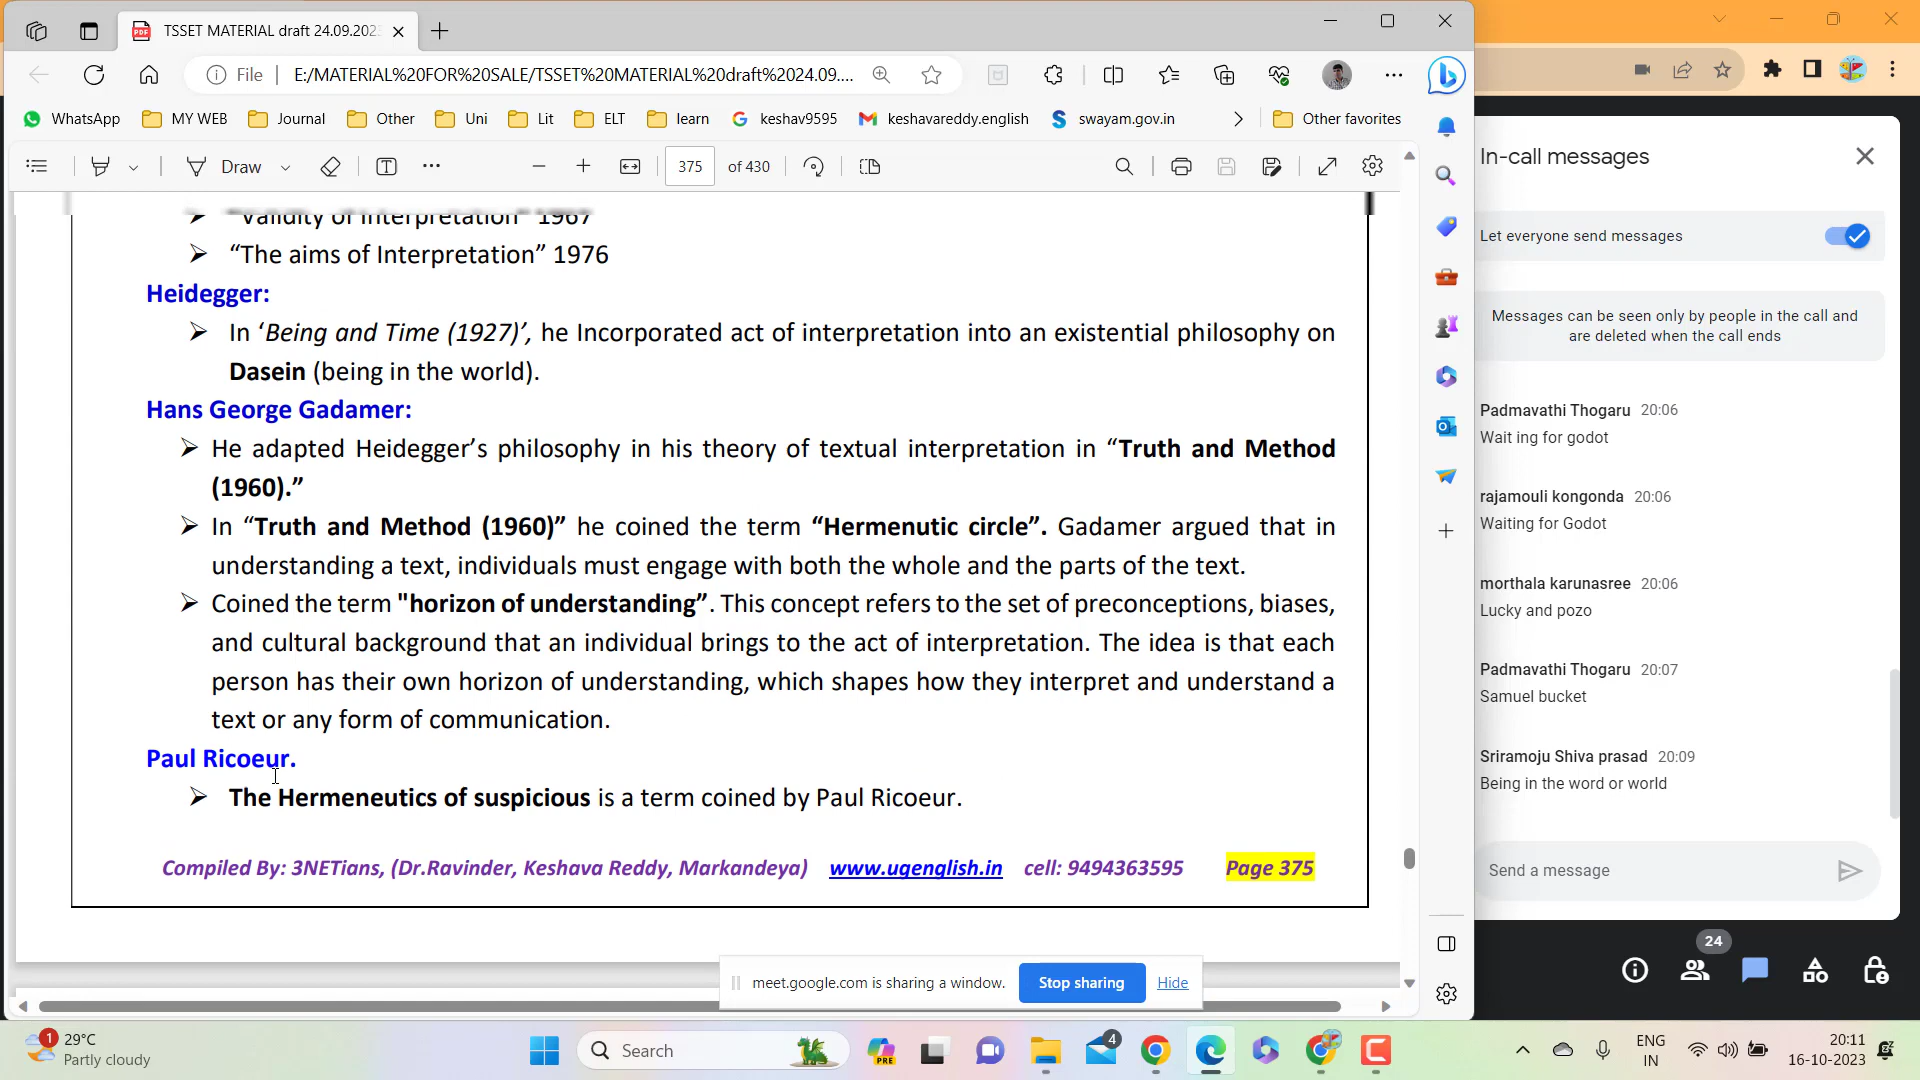 TSSET MATERIAL draft 24.09.202
File
E:/MATERIAL%20FOR%20SALE/TSSET%20MATERIAL%20draft%2024.09....
WhatsApp
MY WEB
Journal
Other
Uni
Lit
ELT
learn
keshav9595
keshavareddy.english
swayam.gov.in
Other favorites
Draw
375
of 430
"Validity of Interpretation" 1967
“The aims of Interpretation” 1976
Heidegger:
In ‘Being and Time (1927)’, he Incorporated act of interpretation into an existential philosophy on
Dasein (being in the world).
Hans George Gadamer:
He adapted Heidegger’s philosophy in his theory of textual interpretation in “Truth and Method
(1960).”
In “Truth and Method (1960)” he coined the term “Hermenutic circle”. Gadamer argued that in
understanding a text, individuals must engage with both the whole and the parts of the text.
Coined the term "horizon of understanding”. This concept refers to the set of preconceptions, biases,
and cultural background that an individual brings to the act of interpretation. The idea is that each
person has their own horizon of understanding, which shapes how they interpret and understand a
text or any form of communication.
Paul Ricoeur.
The Hermeneutics of suspicious is a term coined by Paul Ricoeur.
Compiled By: 3NETians, (Dr.Ravinder, Keshava Reddy, Markandeya) www.ugenglish.in cell: 9494363595 Page 375
meet.google.com is sharing a window.
Stop sharing
Hide
In-call messages
Let everyone send messages
Messages can be seen only by people in the call and
are deleted when the call ends
Padmavathi Thogaru 20:06
Wait ing for godot
rajamouli kongonda 20:06
Waiting for Godot
morthala karunasree 20:06
Lucky and pozo
Padmavathi Thogaru 20:07
Samuel bucket
Sriramoju Shiva prasad 20:09
Being in the word or world
Send a message
24
1
29°C
Partly cloudy
Search
PRE
4
ENG
IN
20:11
16-10-2023